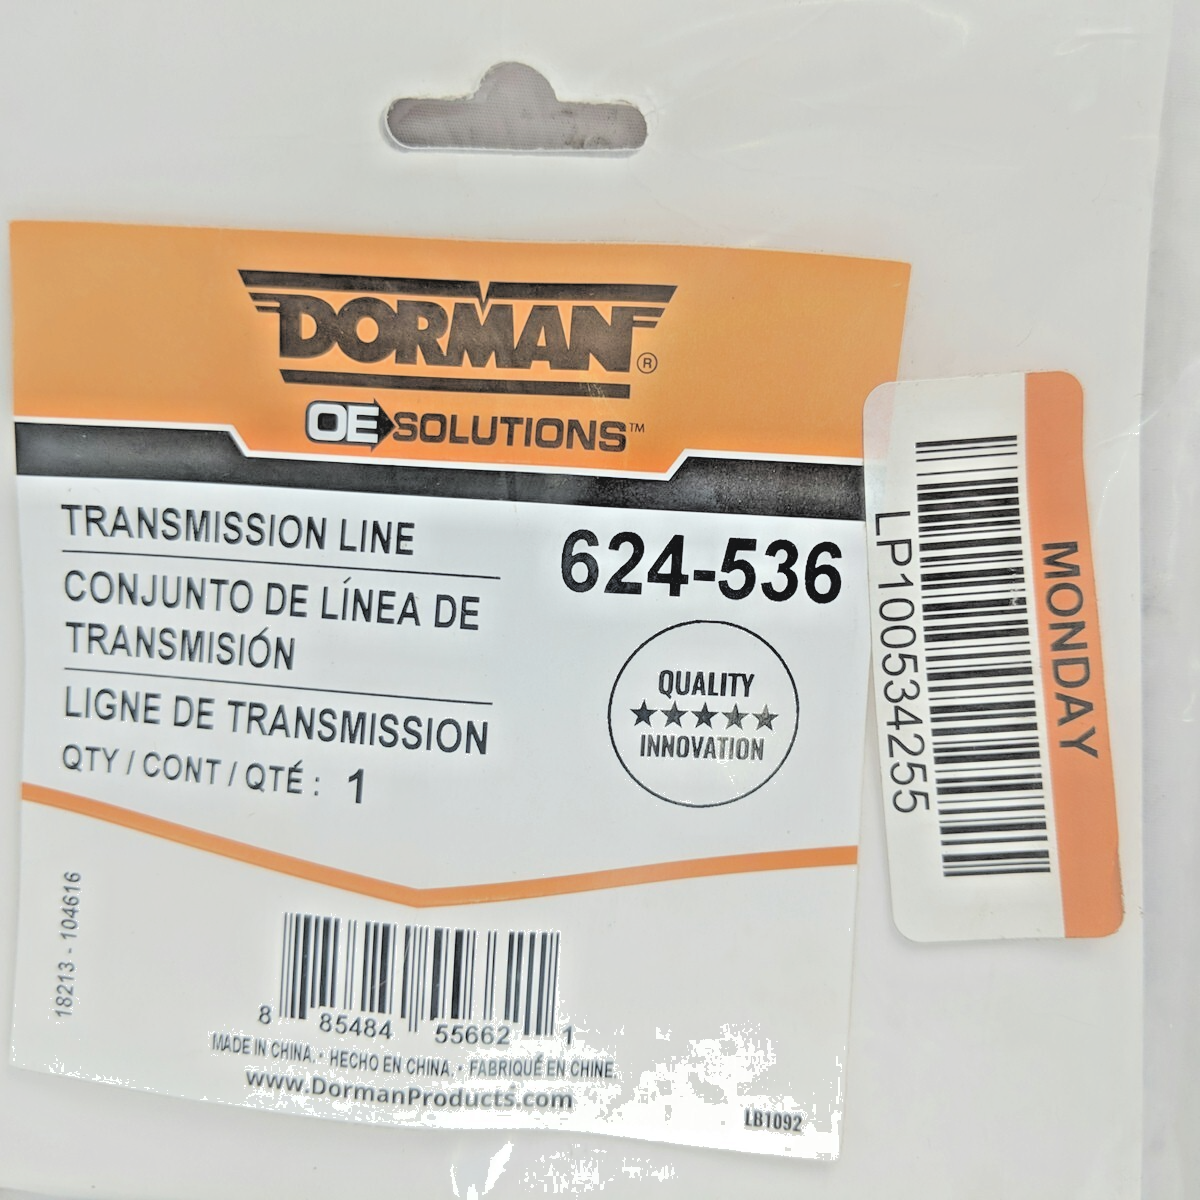 DORMAN®
OE SOLUTIONS™
TRANSMISSION LINE
CONJUNTO DE LÍNEA DE
TRANSMISIÓN
LIGNE DE TRANSMISSION
QTY / CONT / QTÉ : 1
624-536
QUALITY
INNOVATION
18213 - 104616
8 85484 55662 1
MADE IN CHINA. • HECHO EN CHINA. • FABRIQUÉ EN CHINE.
www.DormanProducts.com
LB1092
MONDAY
LP1005342555